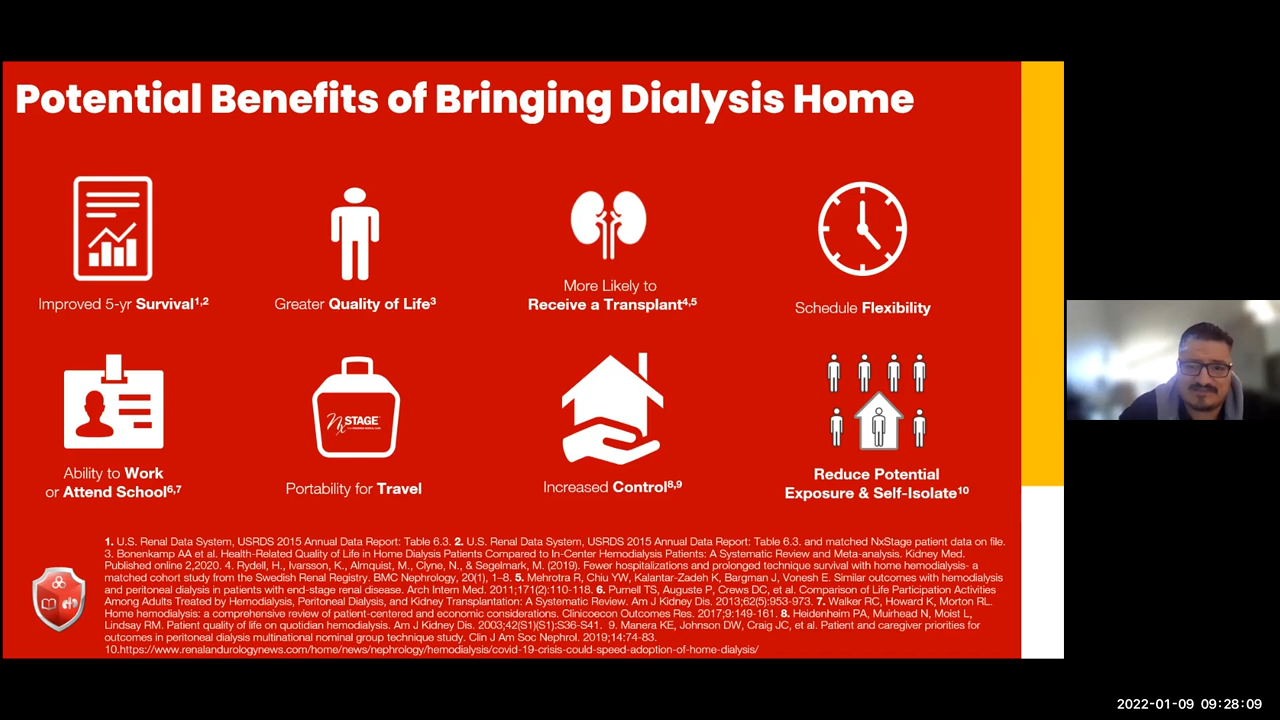 Potential Benefits of Bringing Dialysis Home
Improved 5-yr Survival1,2
Greater Quality of Life3
More Likely to
Receive a Transplant4,5
Schedule Flexibility
Ability to Work
or Attend School6,7
NxSTAGE
Portability for Travel
Increased Control8,9
Reduce Potential
Exposure & Self-Isolate10
1. U.S. Renal Data System, USRDS 2015 Annual Data Report: Table 6.3. 2. U.S. Renal Data System, USRDS 2015 Annual Data Report: Table 6.3. and matched NxStage patient data on file.
3. Bonenkamp AA et al. Health-Related Quality of Life in Home Dialysis Patients Compared to In-Center Hemodialysis Patients: A Systematic Review and Meta-analysis. Kidney Med.
Published online 2,2020. 4. Rydell, H., Ivarsson, K., Almquist, M., Clyne, N., & Segelmark, M. (2019). Fewer hospitalizations and prolonged technique survival with home hemodialysis- a
matched cohort study from the Swedish Renal Registry. BMC Nephrology, 20(1), 1–8. 5. Mehrotra R, Chiu YW, Kalantar-Zadeh K, Bargman J, Vonesh E. Similar outcomes with hemodialysis
and peritoneal dialysis in patients with end-stage renal disease. Arch Intern Med. 2011;171(2):110-118. 6. Purnell TS, Auguste P, Crews DC, et al. Comparison of Life Participation Activities
Among Adults Treated by Hemodialysis, Peritoneal Dialysis, and Kidney Transplantation: A Systematic Review. Am J Kidney Dis. 2013;62(5):953-973. 7. Walker RC, Howard K, Morton RL.
Home hemodialysis: a comprehensive review of patient-centered and economic considerations. Clinicoecon Outcomes Res. 2017;9:149-161. 8. Heidenheim PA, Muirhead N, Moist L,
Lindsay RM. Patient quality of life on quotidian hemodialysis. Am J Kidney Dis. 2003;42(S1)(S1):S36-S41. 9. Manera KE, Johnson DW, Craig JC, et al. Patient and caregiver priorities for
outcomes in peritoneal dialysis multinational nominal group technique study. Clin J Am Soc Nephrol. 2019;14:74-83.
10.https://www.renalandurologynews.com/home/news/nephrology/hemodialysis/covid-19-crisis-could-speed-adoption-of-home-dialysis/
2022-01-09 09:28:09